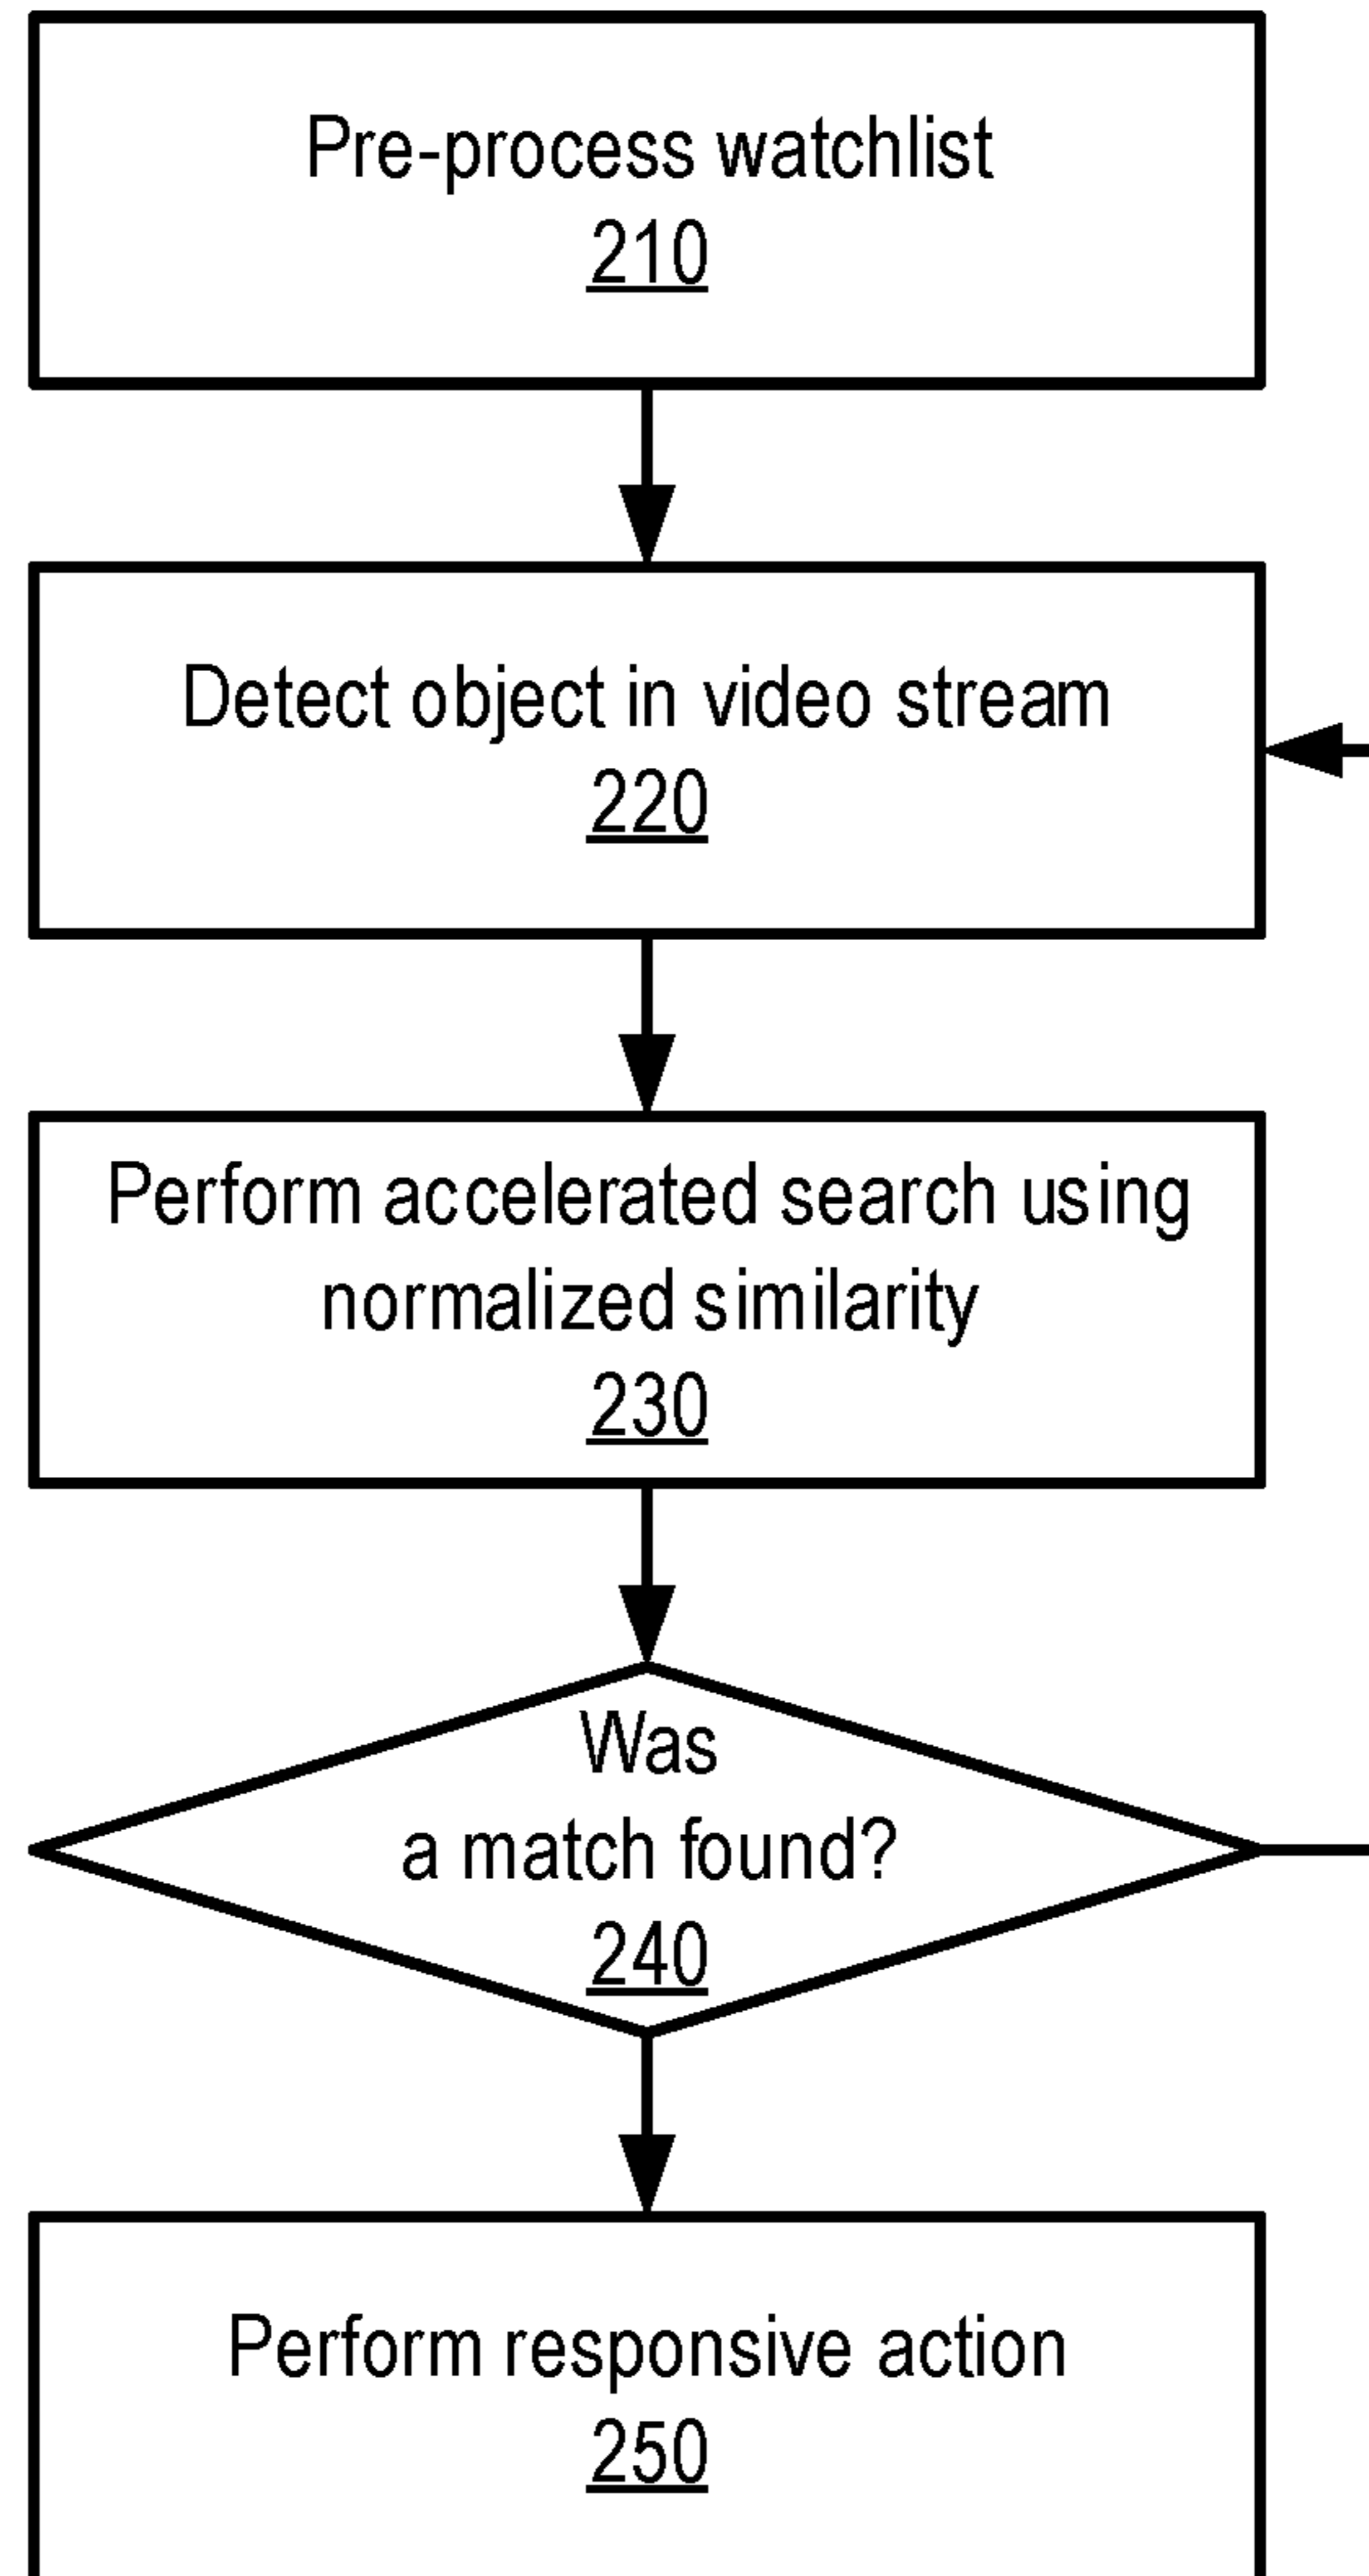 Pre-process watchlist
210
Detect object in video stream
220
Perform accelerated search using
normalized similarity
230
Was
a match found?
240
Perform responsive action
250